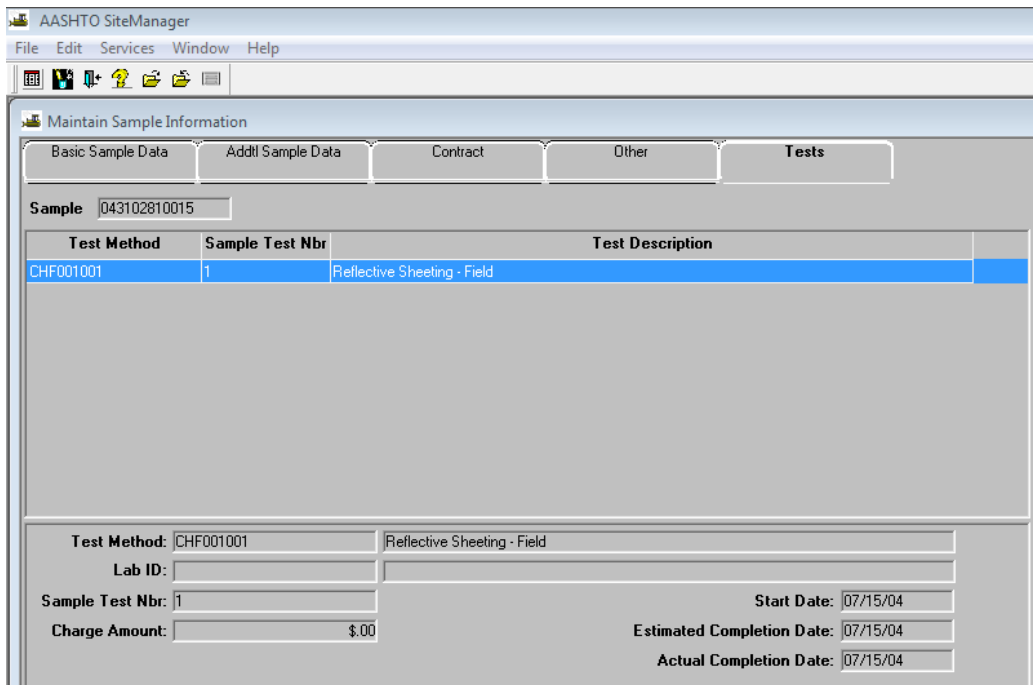 AASHTO SiteManager
File Edit Services Window Help
Maintain Sample Information
Basic Sample Data Addtl Sample Data Contract Other Tests
Sample 043102810015
Test Method Sample Test Nbr Test Description
CHF001001 1 Reflective Sheeting - Field
Test Method: CHF001001 Reflective Sheeting - Field
Lab ID:
Sample Test Nbr: 1 Start Date: 07/15/04
Charge Amount: $.00 Estimated Completion Date: 07/15/04
Actual Completion Date: 07/15/04